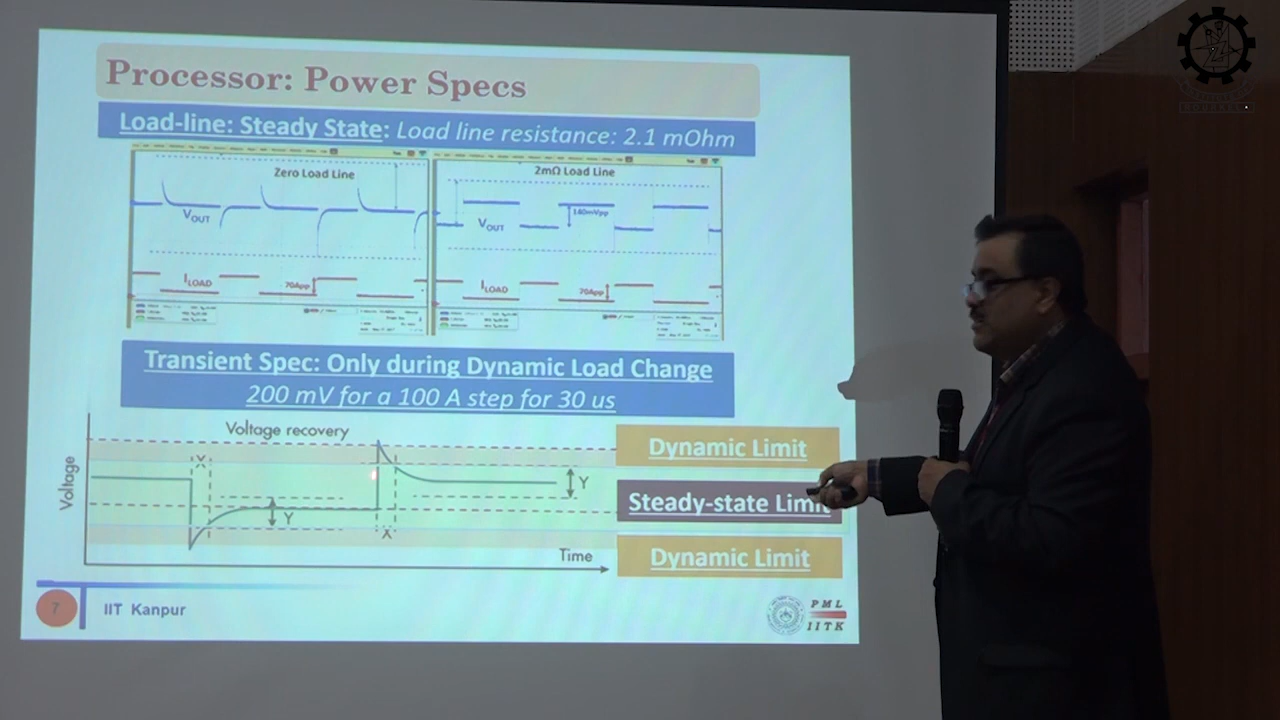 Processor: Power Specs
Load-line: Steady State: Load line resistance: 2.1 mOhm
Zero Load Line
VOUT
ILOAD
70App
2mΩ Load Line
140mVpp
VOUT
ILOAD
70App
Transient Spec: Only during Dynamic Load Change
200 mV for a 100 A step for 30 us
Voltage recovery
Voltage
X
Y
X
Y
Time
Dynamic Limit
Steady-state Limit
Dynamic Limit
7
IIT Kanpur
PML
IITK